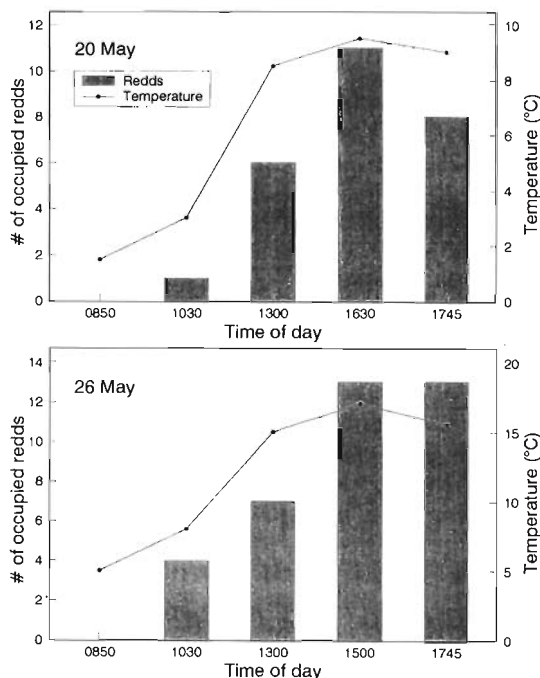 20 May
Redds
Temperature
# of occupied redds
12
10
8
6
4
2
0
Temperature (°C)
10
8
6
4
2
0
0850 1030 1300 1630 1745
Time of day
26 May
# of occupied redds
14
12
10
8
6
4
2
0
Temperature (°C)
20
15
10
5
0
0850 1030 1300 1500 1745
Time of day